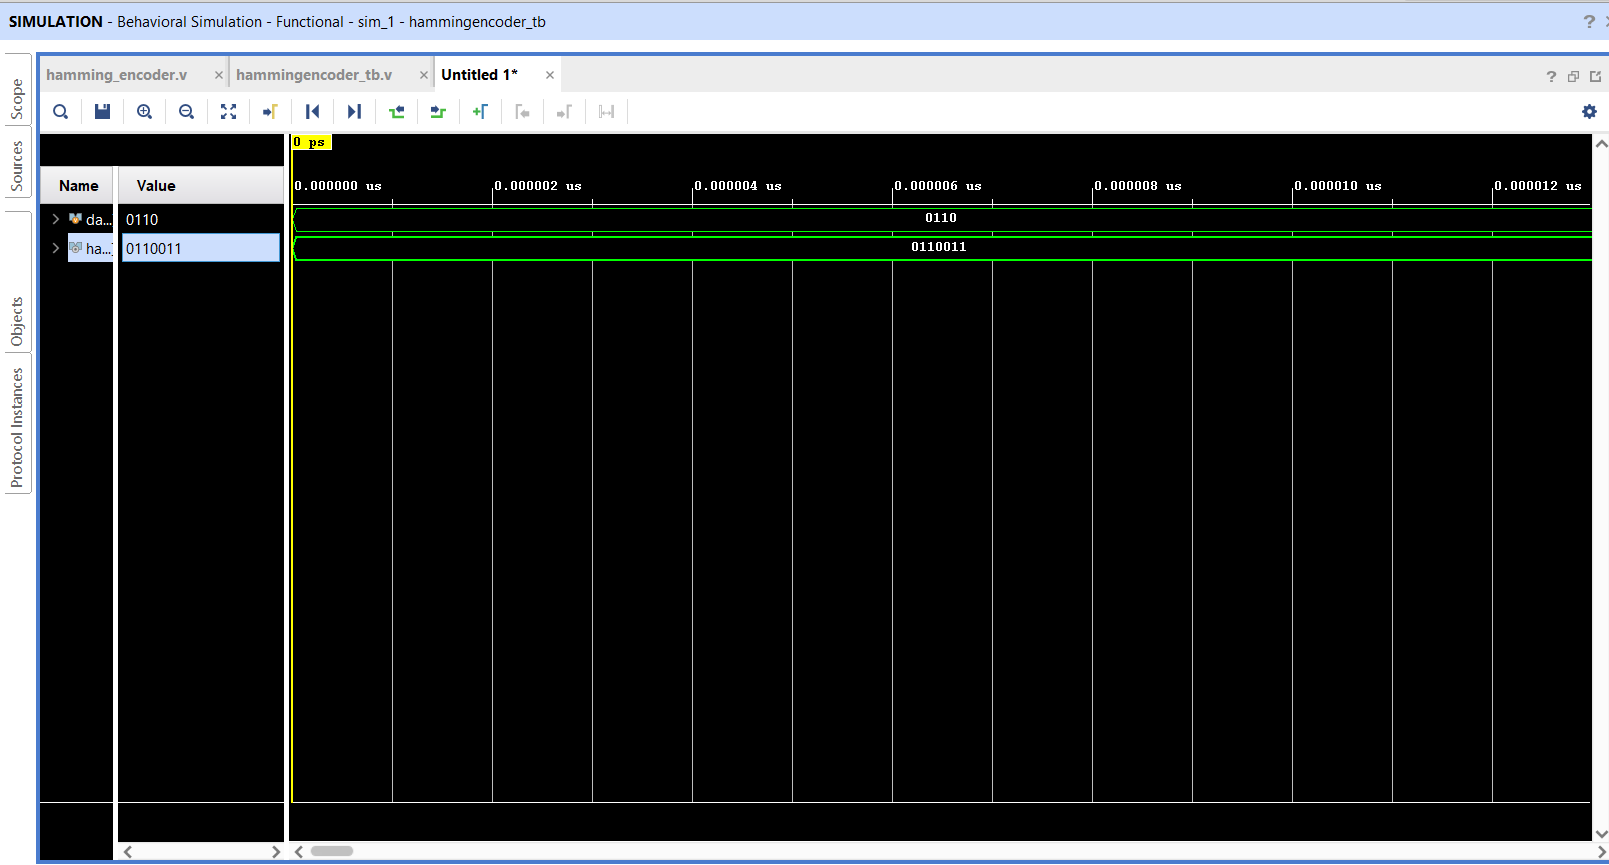 SIMULATION - Behavioral Simulation - Functional - sim_1 - hammingencoder_tb
?
Scope
Sources
Objects
Protocol Instances
hamming_encoder.v × hammingencoder_tb.v × Untitled 1* ×
?
0 ps
Name Value
0.000000 us 0.000002 us 0.000004 us 0.000006 us 0.000008 us 0.000010 us 0.000012 us
da... 0110 0110
ha... 0110011 0110011